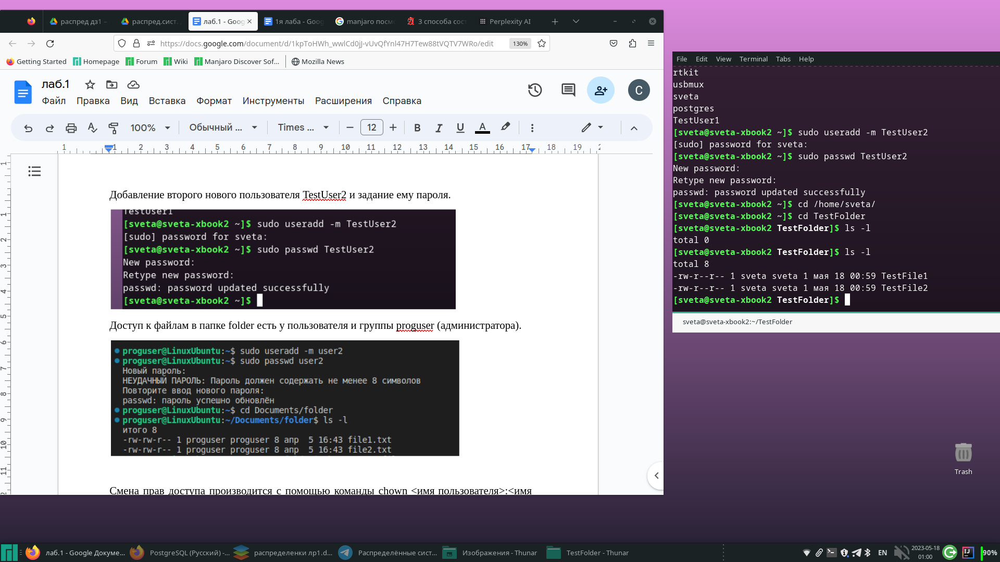 распред дз1 –
распред.сист.
лаб.1 - Goog
1я лаба - Goog
manjaro посмо
3 способа сост
Perplexity AI
https://docs.google.com/document/d/1kpToHWh_wwlCd0jJ-vUvQfYnl47H7Tew88tVQTV7WRo/edit
130%
Getting Started
Homepage
Forum
Wiki
Manjaro Discover Sof...
Mozilla News
лаб.1
С
Файл Правка Вид Вставка Формат Инструменты Расширения Справка
100% Обычный ... Times ... – 12 + B I U A
1 1 2 3 4 5 6 7 8 9 10 11 12 13 14 15 16 17 18 19
Добавление второго нового пользователя TestUser2 и задание ему пароля.
TestUser1
[sveta@sveta-xbook2 ~]$ sudo useradd -m TestUser2
[sudo] password for sveta:
[sveta@sveta-xbook2 ~]$ sudo passwd TestUser2
New password:
Retype new password:
passwd: password updated successfully
[sveta@sveta-xbook2 ~]$
Доступ к файлам в папке folder есть у пользователя и группы proguser (администратора).
proguser@LinuxUbuntu:~$ sudo useradd -m user2
proguser@LinuxUbuntu:~$ sudo passwd user2
Новый пароль:
НЕУДАЧНЫЙ ПАРОЛЬ: Пароль должен содержать не менее 8 символов
Повторите ввод нового пароля:
passwd: пароль успешно обновлён
proguser@LinuxUbuntu:~$ cd Documents/folder
proguser@LinuxUbuntu:~/Documents/folder$ ls -l
итого 8
-rw-rw-r-- 1 proguser proguser 8 апр  5 16:43 file1.txt
-rw-rw-r-- 1 proguser proguser 8 апр  5 16:43 file2.txt
Смена прав доступа производится с помощью команды chown <имя пользователя>:<имя
1
1
2
3
4
5
6
7
8
9
10
11
File Edit View Terminal Tabs Help
rtkit
usbmux
sveta
postgres
TestUser1
[sveta@sveta-xbook2 ~]$ sudo useradd -m TestUser2
[sudo] password for sveta:
[sveta@sveta-xbook2 ~]$ sudo passwd TestUser2
New password:
Retype new password:
passwd: password updated successfully
[sveta@sveta-xbook2 ~]$ cd /home/sveta/
[sveta@sveta-xbook2 ~]$ cd TestFolder
[sveta@sveta-xbook2 TestFolder]$ ls -l
total 0
[sveta@sveta-xbook2 TestFolder]$ ls -l
total 8
-rw-r--r-- 1 sveta sveta 1 мая 18 00:59 TestFile1
-rw-r--r-- 1 sveta sveta 1 мая 18 00:59 TestFile2
[sveta@sveta-xbook2 TestFolder]$
sveta@sveta-xbook2:~/TestFolder
Trash
лаб.1 - Google Докуме...
PostgreSQL (Русский) -...
распределенки лр1.d...
Распределённые сист...
Изображения - Thunar
TestFolder - Thunar
EN
2023-05-18
01:00
IJ
90%